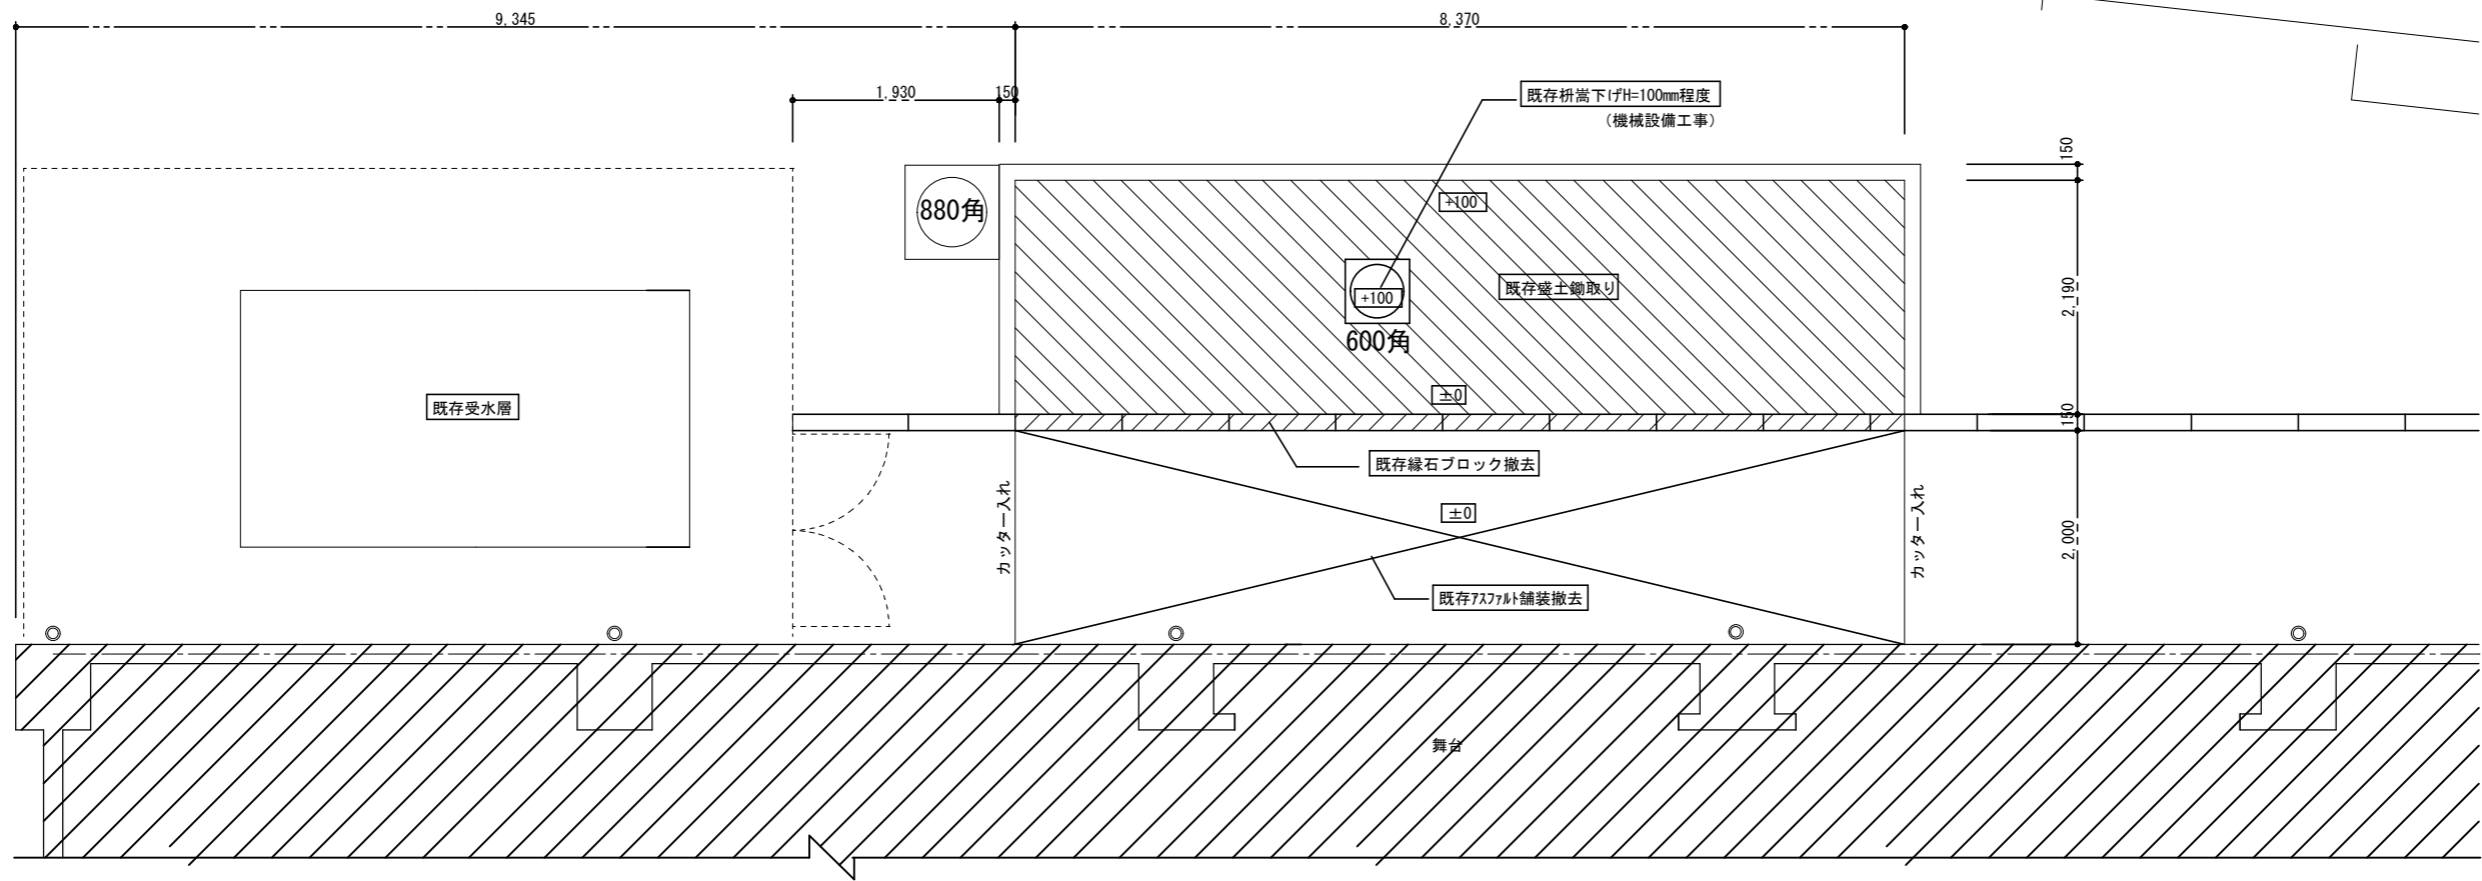 9,345
8,370
1,930
150
既存枡嵩下げH=100mm程度
(機械設備工事)
150
880角
+100
+100
既存盛土鋤取り
2,190
600角
±0
既存受水層
150
既存縁石ブロック撤去
カッター入れ
±0
カッター入れ
2,000
既存アスファルト舗装撤去
舞台